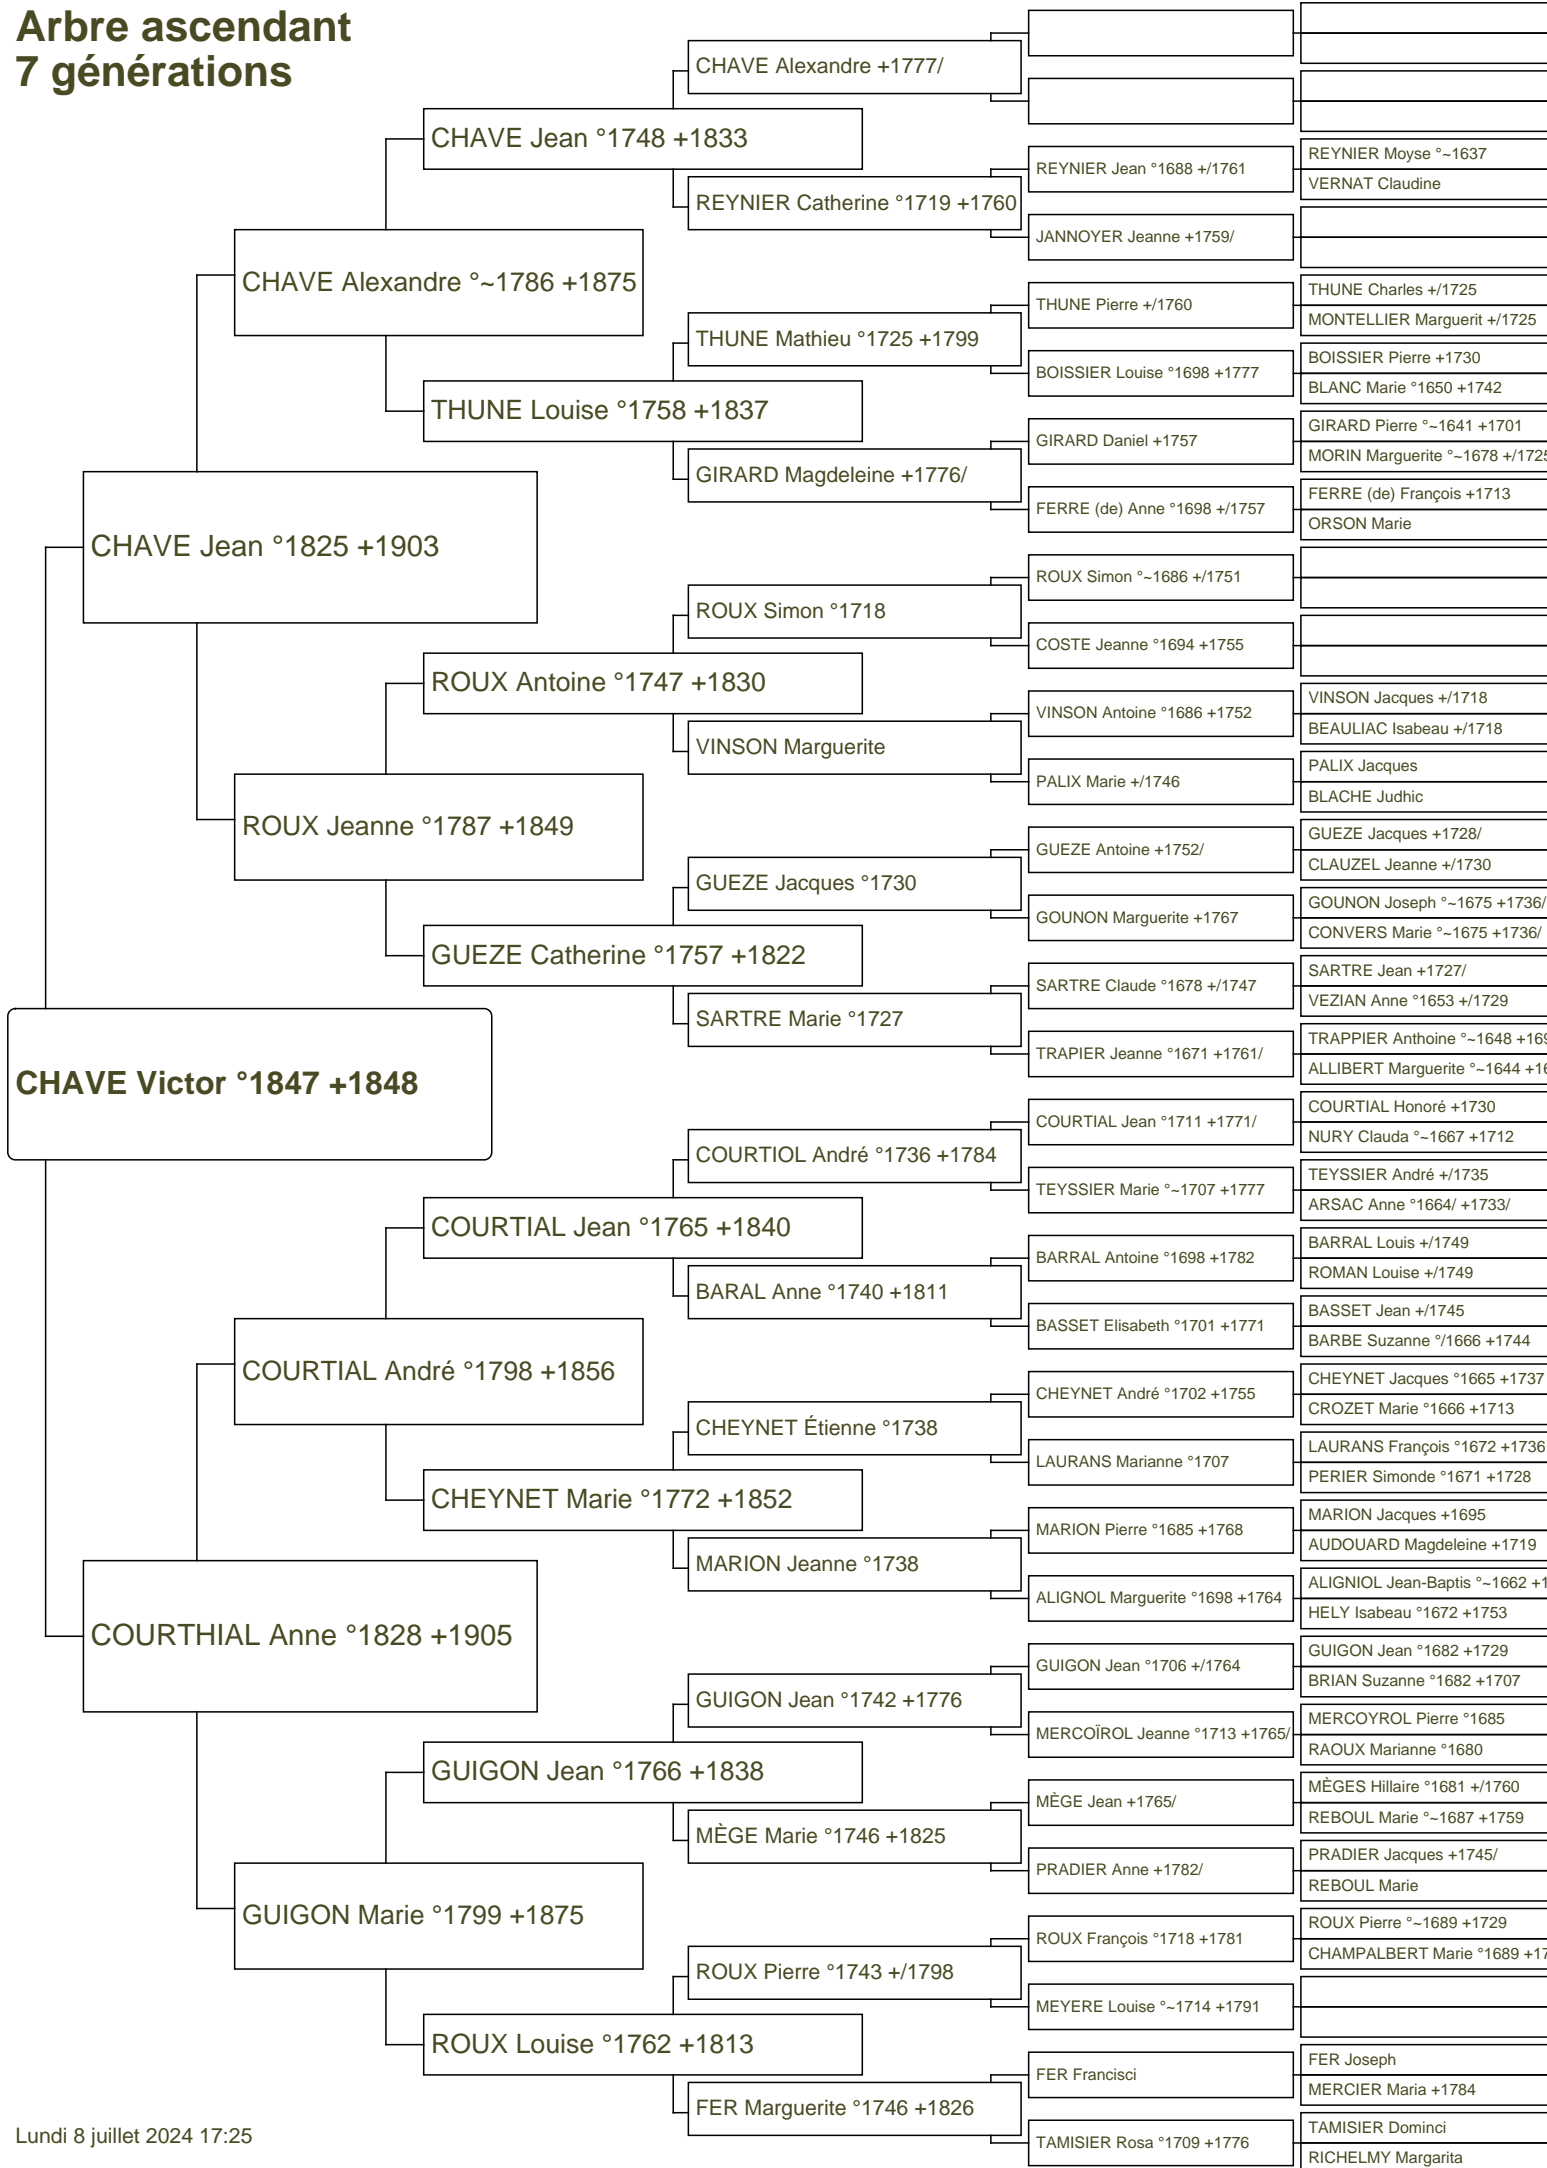 Arbre ascendant
7 générations
CHAVE Victor °1847 +1848
CHAVE Jean °1825 +1903
COURTHIAL Anne °1828 +1905
CHAVE Alexandre °~1786 +1875
ROUX Jeanne °1787 +1849
COURTIAL André °1798 +1856
GUIGON Marie °1799 +1875
CHAVE Jean °1748 +1833
THUNE Louise °1758 +1837
ROUX Antoine °1747 +1830
GUEZE Catherine °1757 +1822
COURTIAL Jean °1765 +1840
CHEYNET Marie °1772 +1852
GUIGON Jean °1766 +1838
ROUX Louise °1762 +1813
CHAVE Alexandre +1777/
REYNIER Catherine °1719 +1760
THUNE Mathieu °1725 +1799
GIRARD Magdeleine +1776/
ROUX Simon °1718
VINSON Marguerite
GUEZE Jacques °1730
SARTRE Marie °1727
COURTIOL André °1736 +1784
BARAL Anne °1740 +1811
CHEYNET Étienne °1738
MARION Jeanne °1738
GUIGON Jean °1742 +1776
MÈGE Marie °1746 +1825
ROUX Pierre °1743 +/1798
FER Marguerite °1746 +1826
REYNIER Jean °1688 +/1761
JANNOYER Jeanne +1759/
THUNE Pierre +/1760
BOISSIER Louise °1698 +1777
GIRARD Daniel +1757
FERRE (de) Anne °1698 +/1757
ROUX Simon °~1686 +/1751
COSTE Jeanne °1694 +1755
VINSON Antoine °1686 +1752
PALIX Marie +/1746
GUEZE Antoine +1752/
GOUNON Marguerite +1767
SARTRE Claude °1678 +/1747
TRAPIER Jeanne °1671 +1761/
COURTIAL Jean °1711 +1771/
TEYSSIER Marie °~1707 +1777
BARRAL Antoine °1698 +1782
BASSET Elisabeth °1701 +1771
CHEYNET André °1702 +1755
LAURANS Marianne °1707
MARION Pierre °1685 +1768
ALIGNOL Marguerite °1698 +1764
GUIGON Jean °1706 +/1764
MERCOÏROL Jeanne °1713 +1765/
MÈGE Jean +1765/
PRADIER Anne +1782/
ROUX François °1718 +1781
MEYERE Louise °~1714 +1791
FER Francisci
TAMISIER Rosa °1709 +1776
REYNIER Moyse °~1637
VERNAT Claudine
THUNE Charles +/1725
MONTELLIER Marguerit +/1725
BOISSIER Pierre +1730
BLANC Marie °1650 +1742
GIRARD Pierre °~1641 +1701
MORIN Marguerite °~1678 +/1725
FERRE (de) François +1713
ORSON Marie
VINSON Jacques +/1718
BEAULIAC Isabeau +/1718
PALIX Jacques
BLACHE Judhic
GUEZE Jacques +1728/
CLAUZEL Jeanne +/1730
GOUNON Joseph °~1675 +1736/
CONVERS Marie °~1675 +1736/
SARTRE Jean +1727/
VEZIAN Anne °1653 +/1729
TRAPPIER Anthoine °~1648
ALLIBERT Marguerite °~1644
COURTIAL Honoré +1730
NURY Clauda °~1667 +1712
TEYSSIER André +/1735
ARSAC Anne °1664/ +1733/
BARRAL Louis +/1749
ROMAN Louise +/1749
BASSET Jean +/1745
BARBE Suzanne °/1666 +1744
CHEYNET Jacques °1665 +1737
CROZET Marie °1666 +1713
LAURANS François °1672 +1736
PERIER Simonde °1671 +1728
MARION Jacques +1695
AUDOUARD Magdeleine +1719
ALIGNIOL Jean-Baptis °~1662
HELY Isabeau °1672 +1753
GUIGON Jean °1682 +1729
BRIAN Suzanne °1682 +1707
MERCOYROL Pierre °1685
RAOUX Marianne °1680
MÈGES Hillaire °1681 +/1760
REBOUL Marie °~1687 +1759
PRADIER Jacques +1745/
REBOUL Marie
ROUX Pierre °~1689 +1729
CHAMPALBERT Marie °1689
FER Joseph
MERCIER Maria +1784
TAMISIER Dominci
RICHELMY Margarita
Lundi 8 juillet 2024 17:25